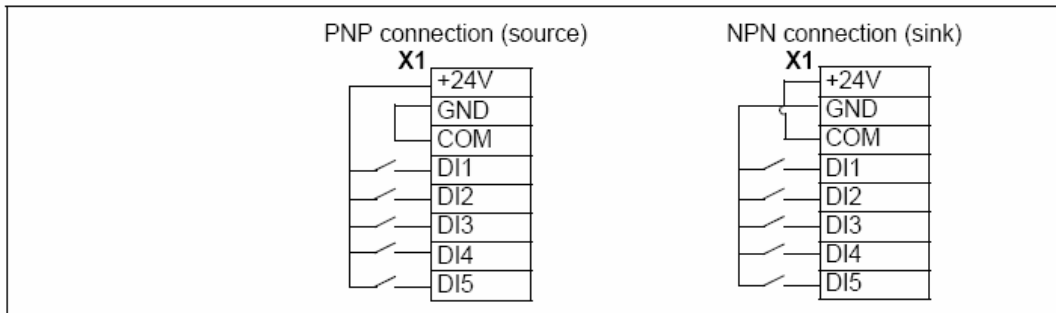 PNP connection (source)
X1
+24V
GND
COM
DI1
DI2
DI3
DI4
DI5
NPN connection (sink)
X1
+24V
GND
COM
DI1
DI2
DI3
DI4
DI5